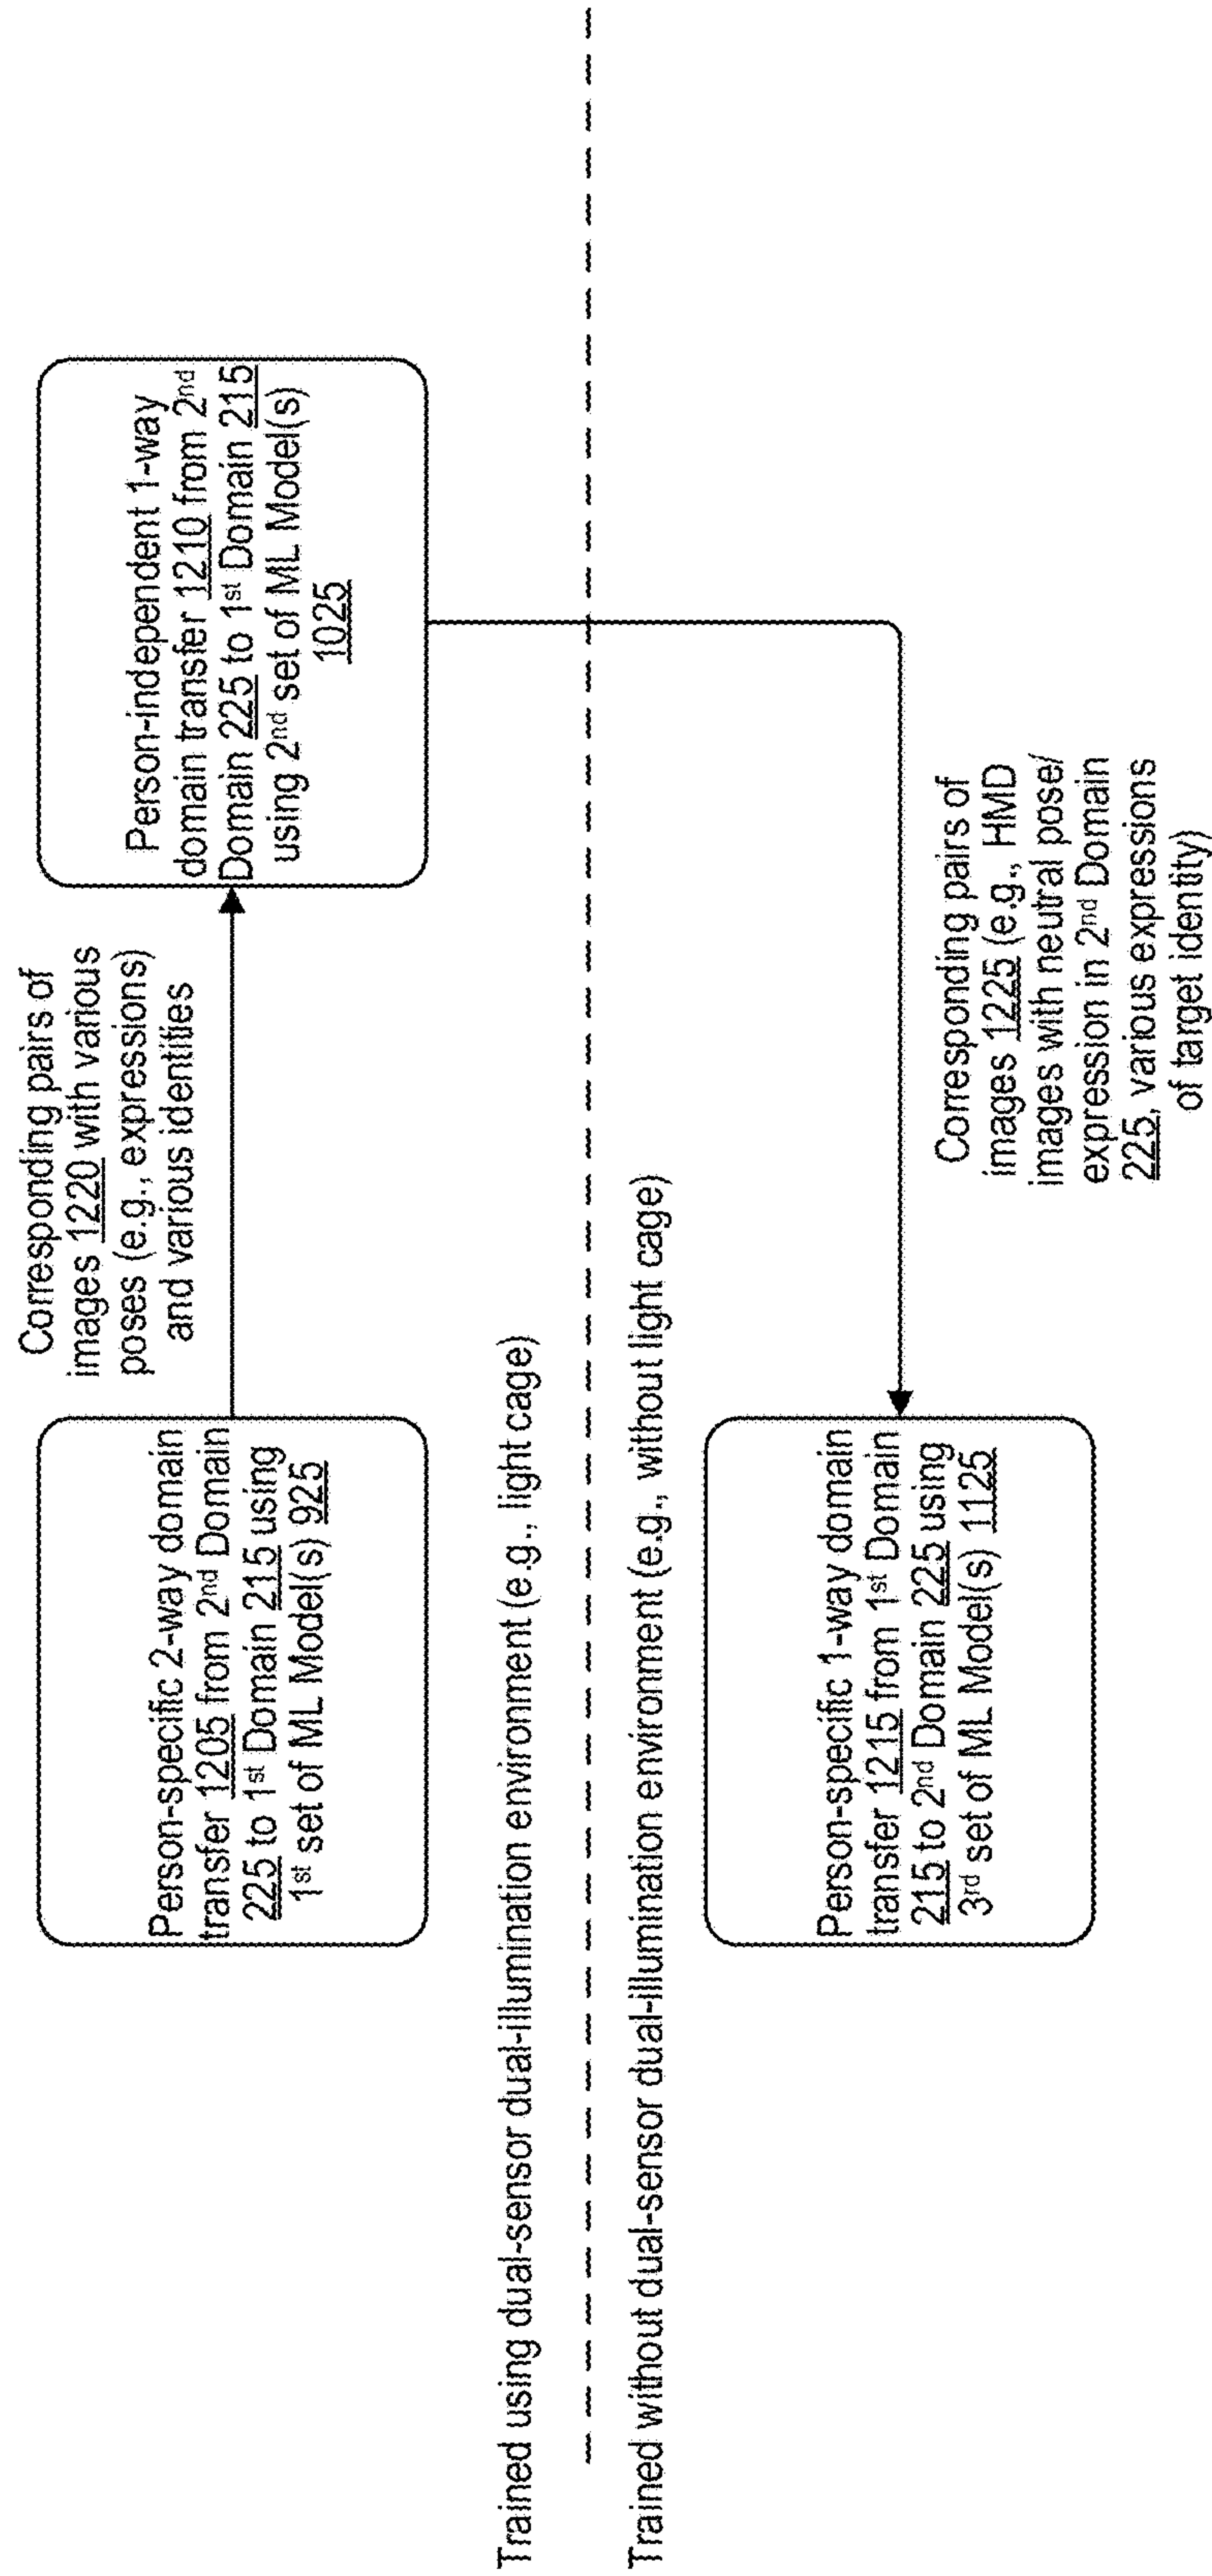 Corresponding pairs of
images 1220 with various
poses (e.g., expressions)
and various identities
Person-specific 2-way domain
transfer 1205 from 2nd Domain
225 to 1st Domain 215 using
1st set of ML Model(s) 925
Person-independent 1-way
domain transfer 1210 from 2nd
Domain 225 to 1st Domain 215
using 2nd set of ML Model(s)
1025
Trained using dual-sensor dual-illumination environment (e.g., light cage)
Trained without dual-sensor dual-illumination environment (e.g., without light cage)
Person-specific 1-way domain
transfer 1215 from 1st Domain
215 to 2nd Domain 225 using
3rd set of ML Model(s) 1125
Corresponding pairs of
images 1225 (e.g., HMD
images with neutral pose/
expression in 2nd Domain
225, various expressions
of target identity)